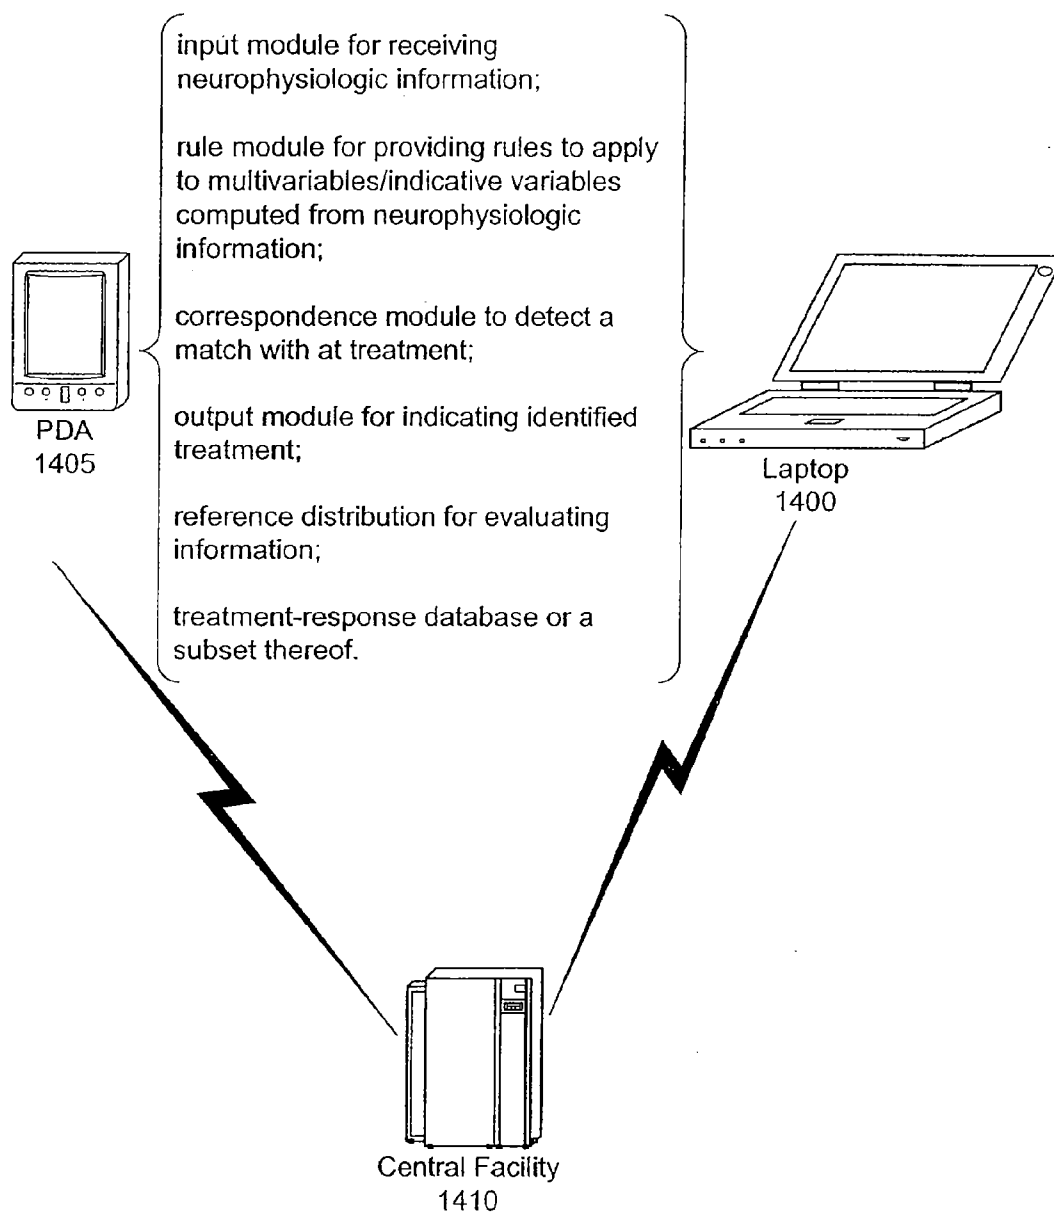 input module for receiving
neurophysiologic information;
rule module for providing rules to apply
to multivariables/indicative variables
computed from neurophysiologic
information;
correspondence module to detect a
match with at treatment;
output module for indicating identified
treatment;
reference distribution for evaluating
information;
treatment-response database or a
subset thereof.
PDA
1405
Laptop
1400
Central Facility
1410